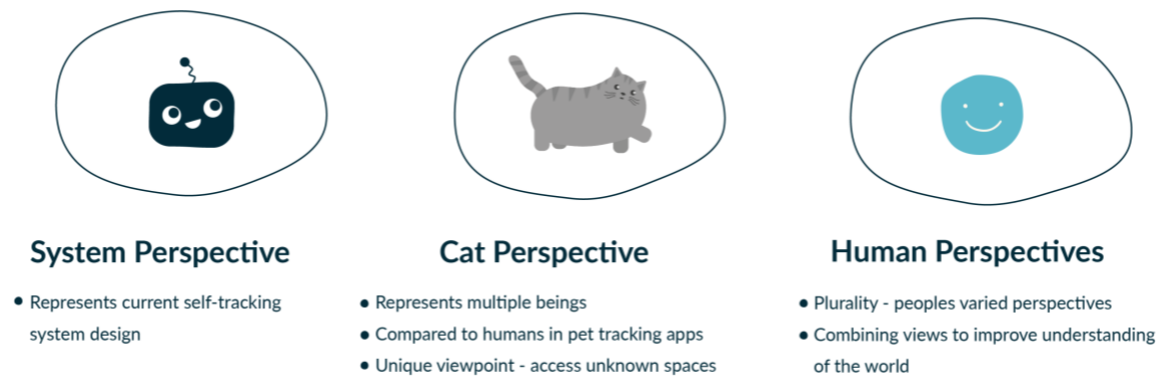 System Perspective
• Represents current self-tracking
system design
Cat Perspective
• Represents multiple beings
• Compared to humans in pet tracking apps
• Unique viewpoint - access unknown spaces
Human Perspectives
• Plurality - peoples varied perspectives
• Combining views to improve understanding
of the world